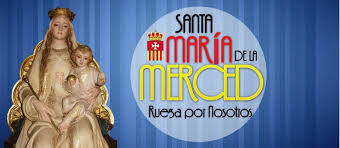 SANTA
MARÍA
DE LA
MERCED
Ruega por Nosotros